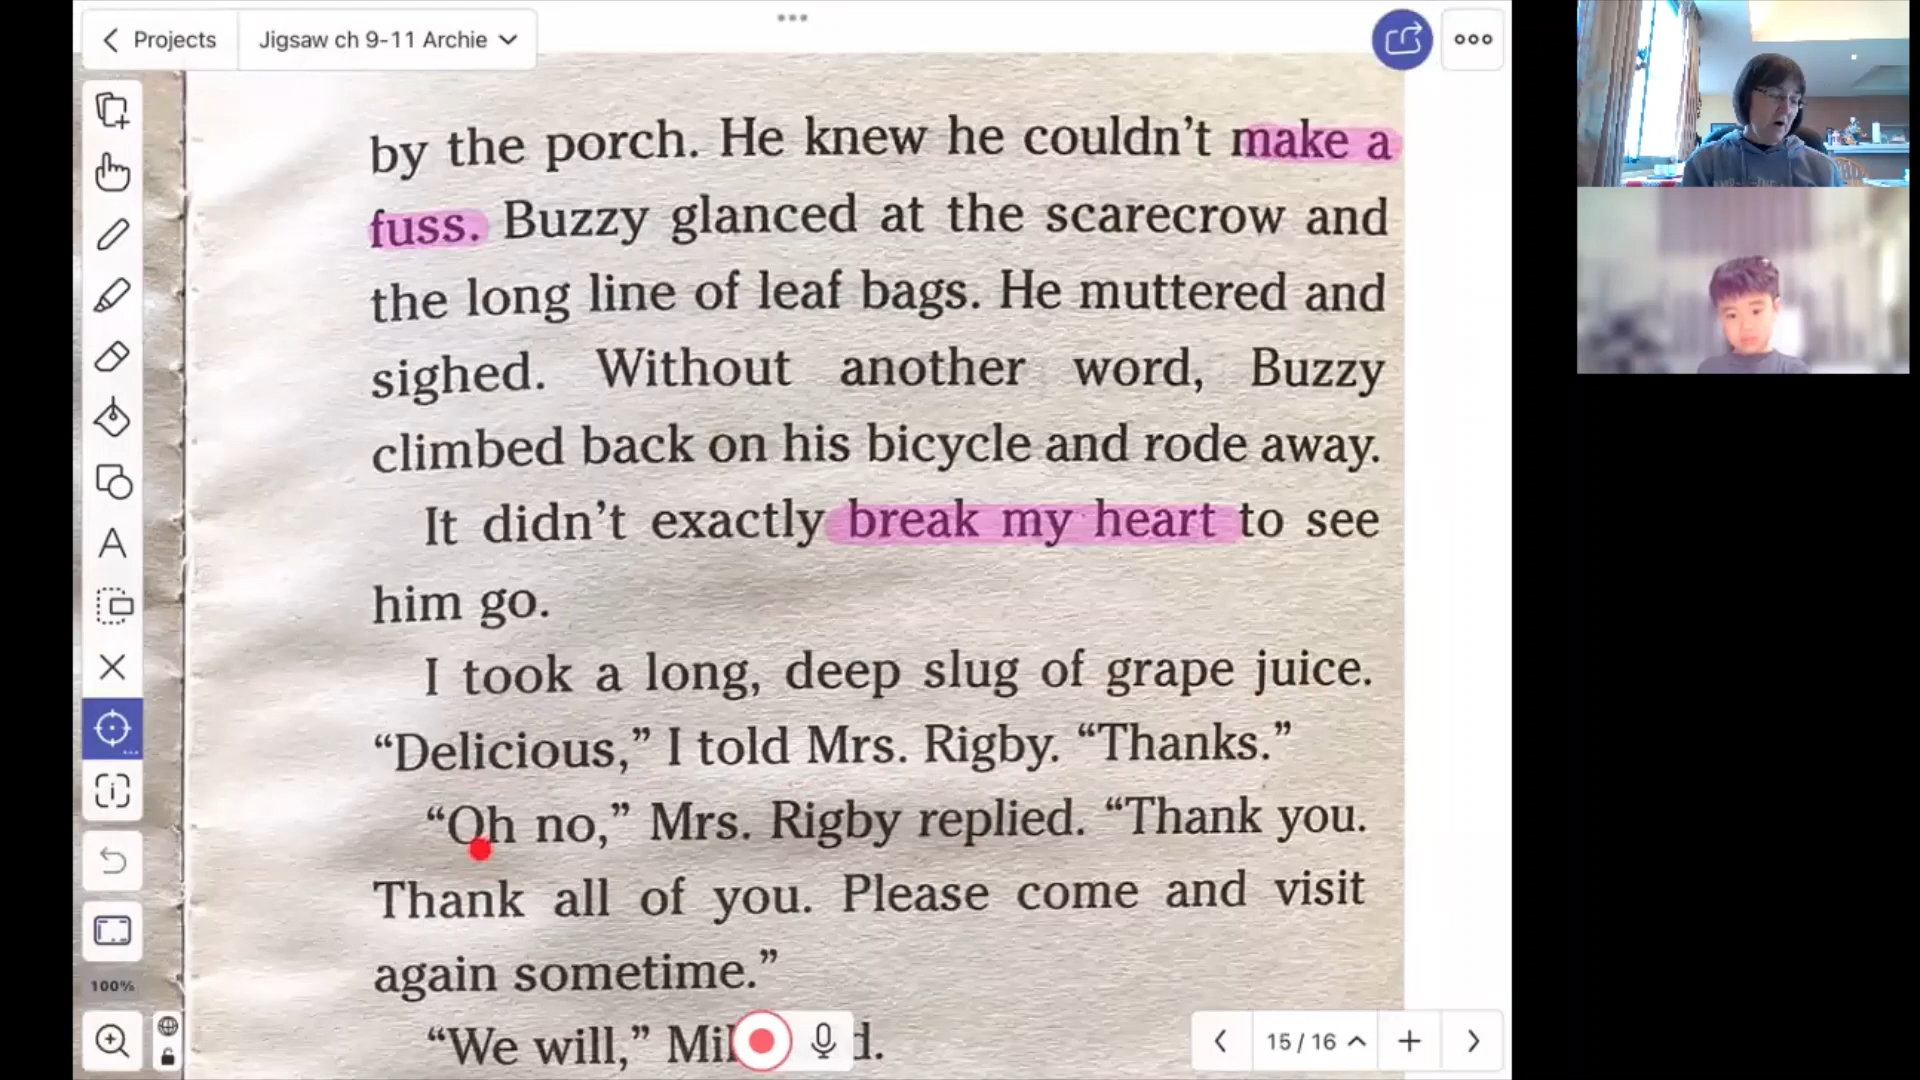 Projects
Jigsaw ch 9-11 Archie
by the porch. He knew he couldn't make a
fuss. Buzzy glanced at the scarecrow and
the long line of leaf bags. He muttered and
sighed. Without another word, Buzzy
climbed back on his bicycle and rode away.
It didn't exactly break my heart to see
him go.
I took a long, deep slug of grape juice.
“Delicious,” I told Mrs. Rigby. “Thanks.”
“Oh no,” Mrs. Rigby replied. “Thank you.
Thank all of you. Please come and visit
again sometime.”
“We will,” Mil d.
100%
15/16